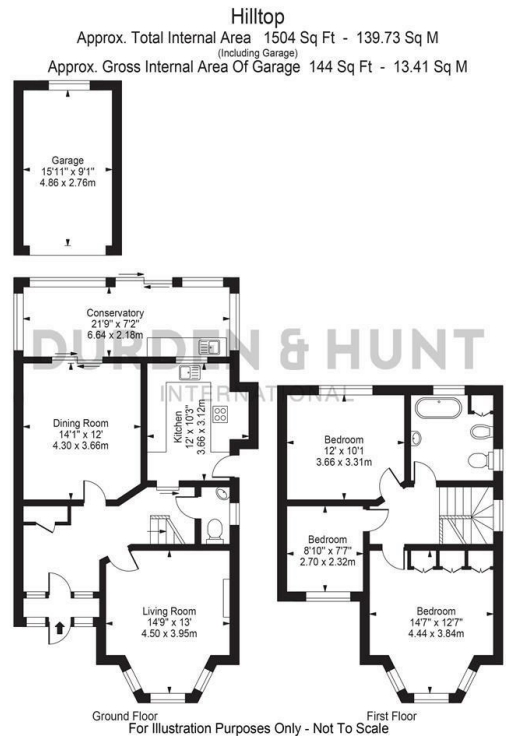 Hilltop
Approx. Total Internal Area 1504 Sq Ft - 139.73 Sq M
(Including Garage)
Approx. Gross Internal Area Of Garage 144 Sq Ft - 13.41 Sq M
Garage
15'11" x 9'1"
4.86 x 2.76m
Conservatory
21'9" x 7'2"
6.64 x 2.18m
DURDEN & HUNT
INTERNATIONAL
Dining Room
14'1" x 12'
4.30 x 3.66m
Kitchen
12' x 10'3"
3.66 x 3.12m
Bedroom
12' x 10'1
3.66 x 3.31m
Bedroom
8'10" x 7'7"
2.70 x 2.32m
Living Room
14'9" x 13'
4.50 x 3.95m
Bedroom
14'7" x 12'7"
4.44 x 3.84m
Ground Floor
First Floor
For Illustration Purposes Only - Not To Scale